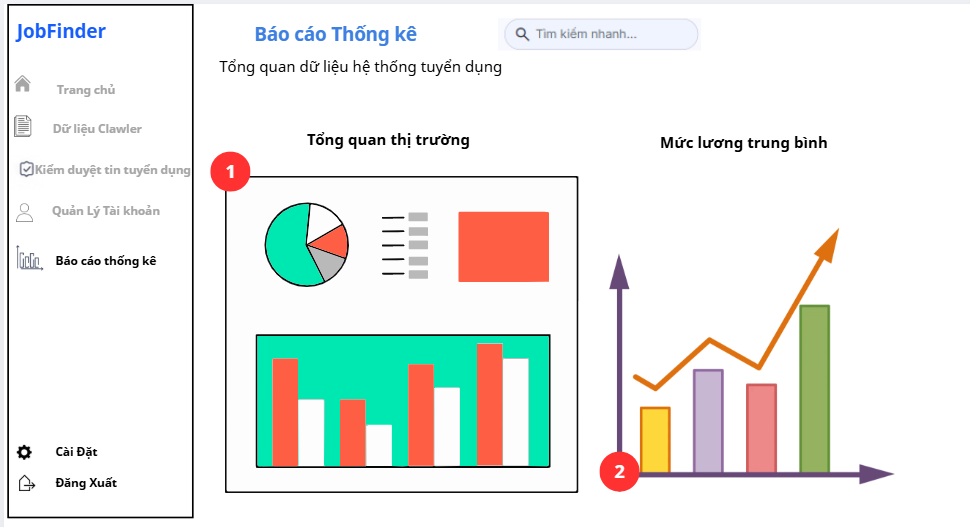 JobFinder
Trang chủ
Dữ liệu Clawler
Kiểm duyệt tin tuyển dụng
Quản Lý Tài khoản
Báo cáo thống kê
Cài Đặt
Đăng Xuất
Báo cáo Thống kê
Tìm kiếm nhanh...
Tổng quan dữ liệu hệ thống tuyển dụng
Tổng quan thị trường
1
Mức lương trung bình
2